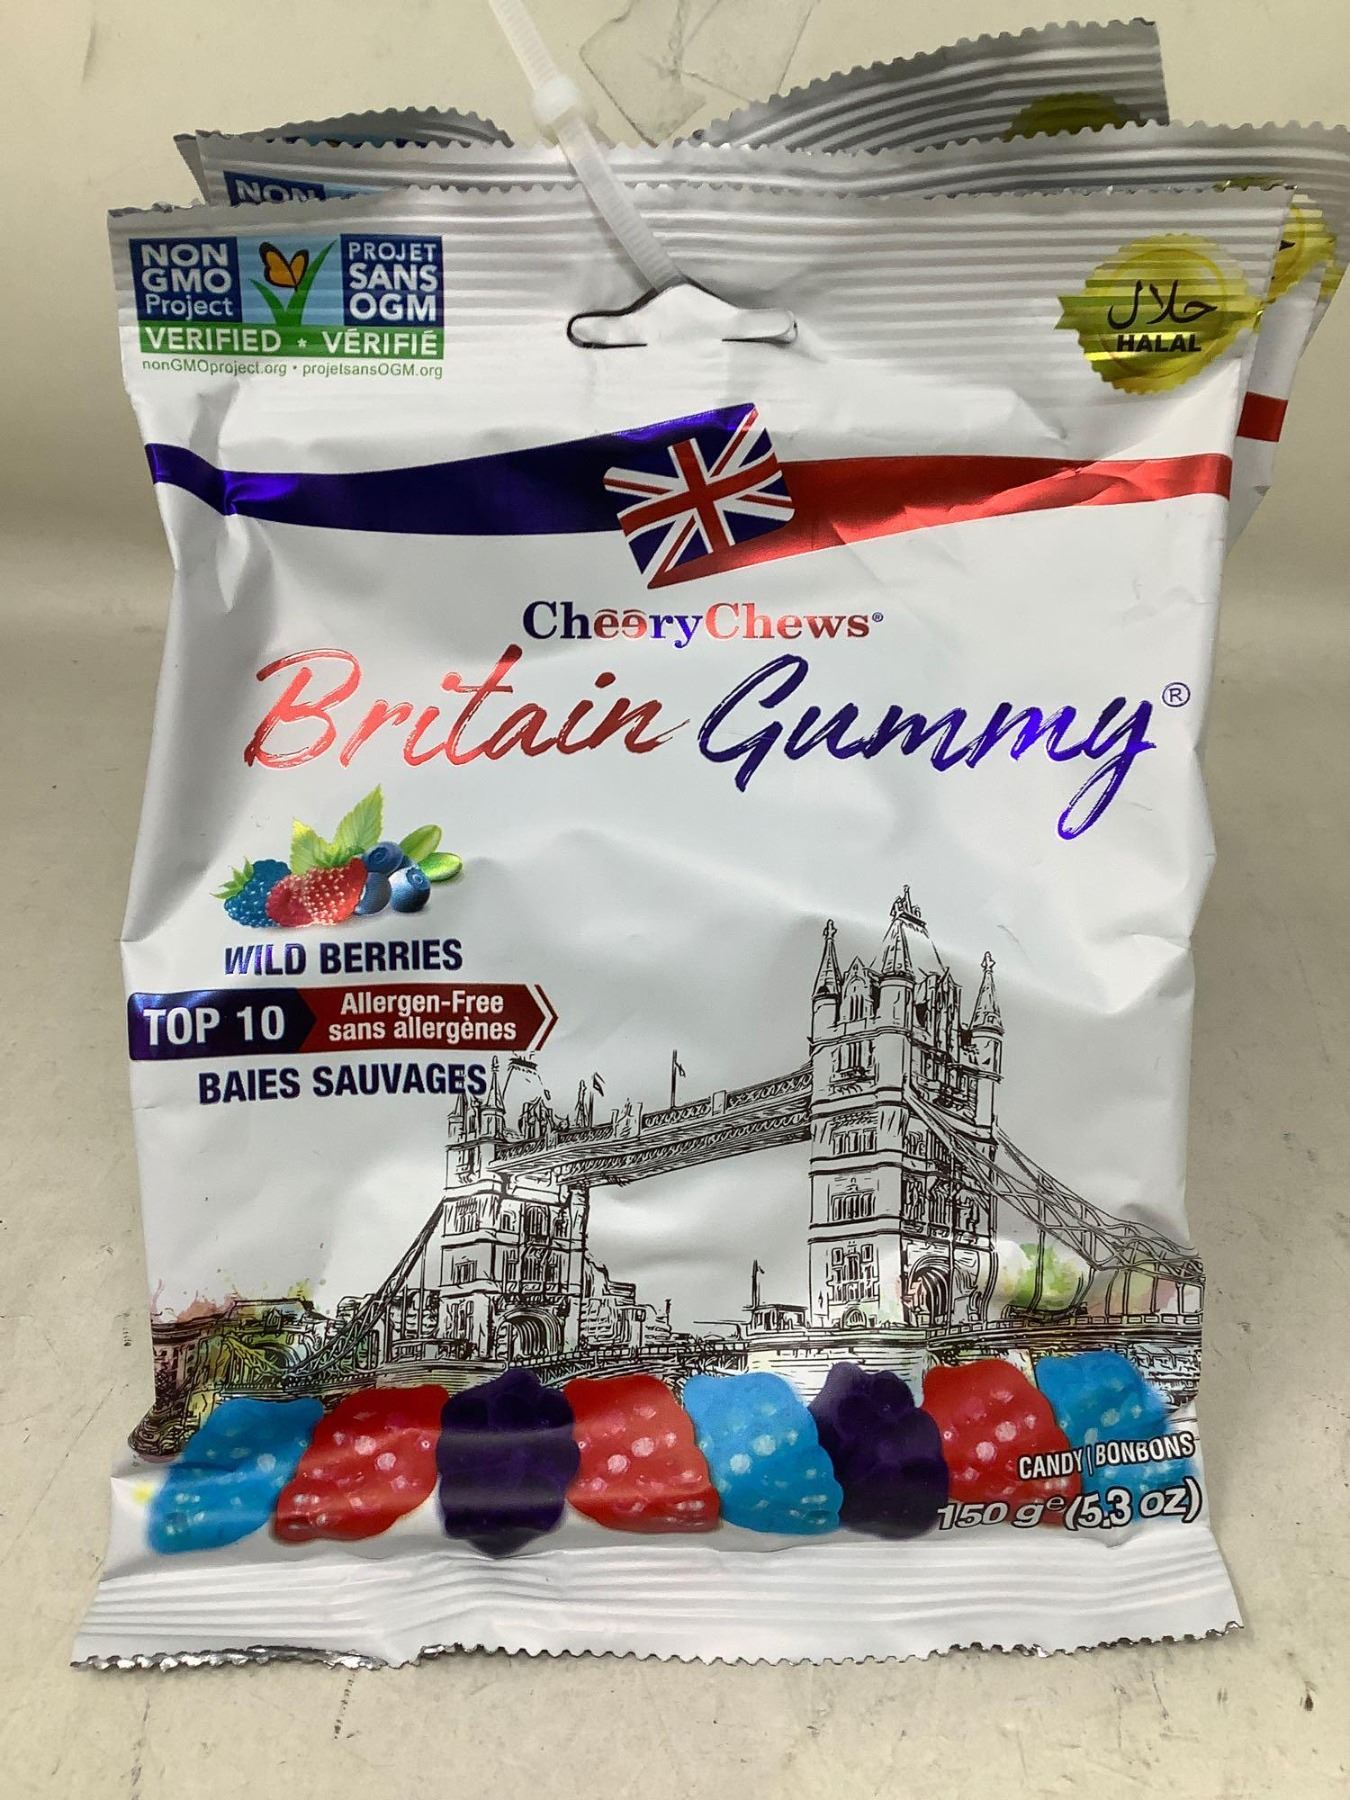 NON
NON
GMO
Project
PROJET
SANS
OGM
VERIFIED * VÉRIFIÉ
nonGMOproject.org • projetsansOGM.org
حلال
HALAL
CheeryChews®
Britain Gummy®
WILD BERRIES
TOP 10
Allergen-Free
sans allergènes
BAIES SAUVAGES
CANDY | BONBONS
150 g℮ (5.3 oz)